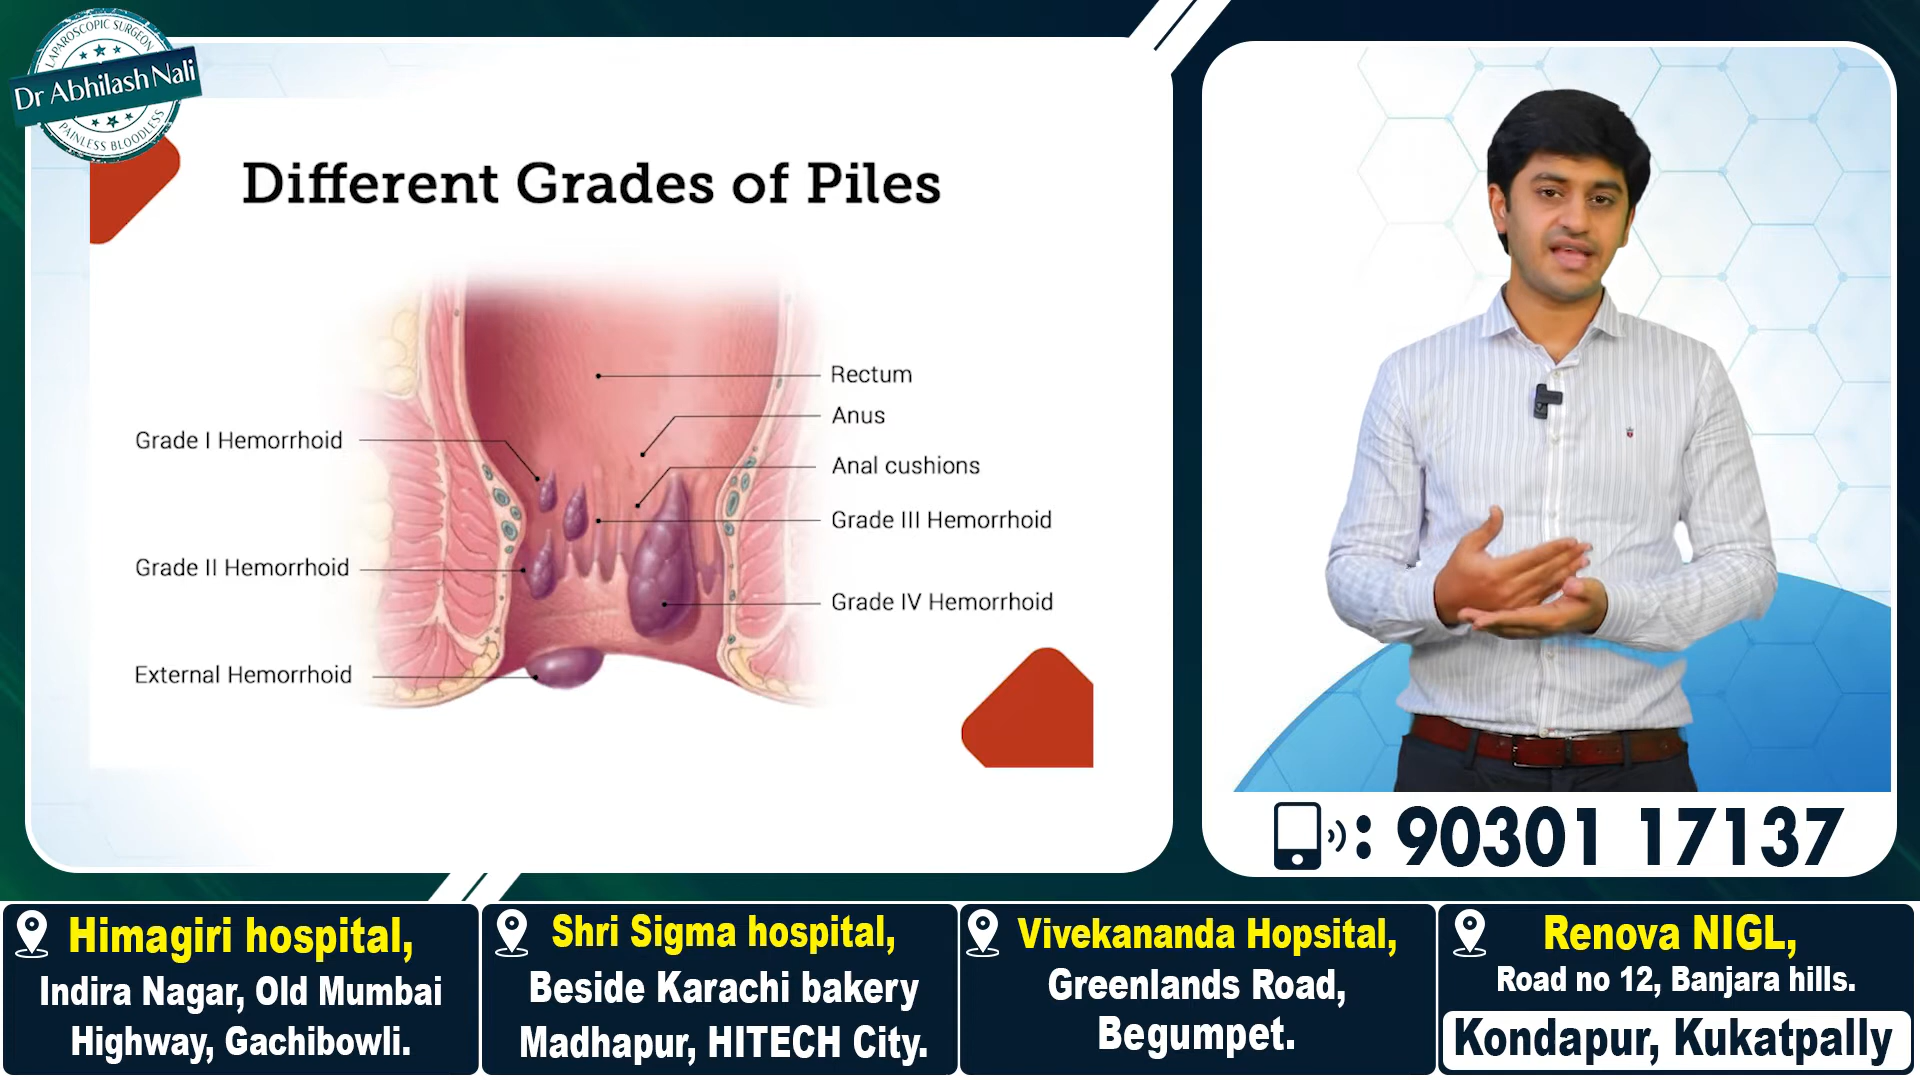 LAPAROSCOPIC SURGEON
Dr Abhilash Nali
PAINLESS BLOODLESS
Different Grades of Piles
Rectum
Anus
Grade I Hemorrhoid
Anal cushions
Grade III Hemorrhoid
Grade II Hemorrhoid
Grade IV Hemorrhoid
External Hemorrhoid
: 90301 17137
Himagiri hospital,
Indira Nagar, Old Mumbai
Highway, Gachibowli.
Shri Sigma hospital,
Beside Karachi bakery
Madhapur, HITECH City.
Vivekananda Hopsital,
Greenlands Road,
Begumpet.
Renova NIGL,
Road no 12, Banjara hills.
Kondapur, Kukatpally